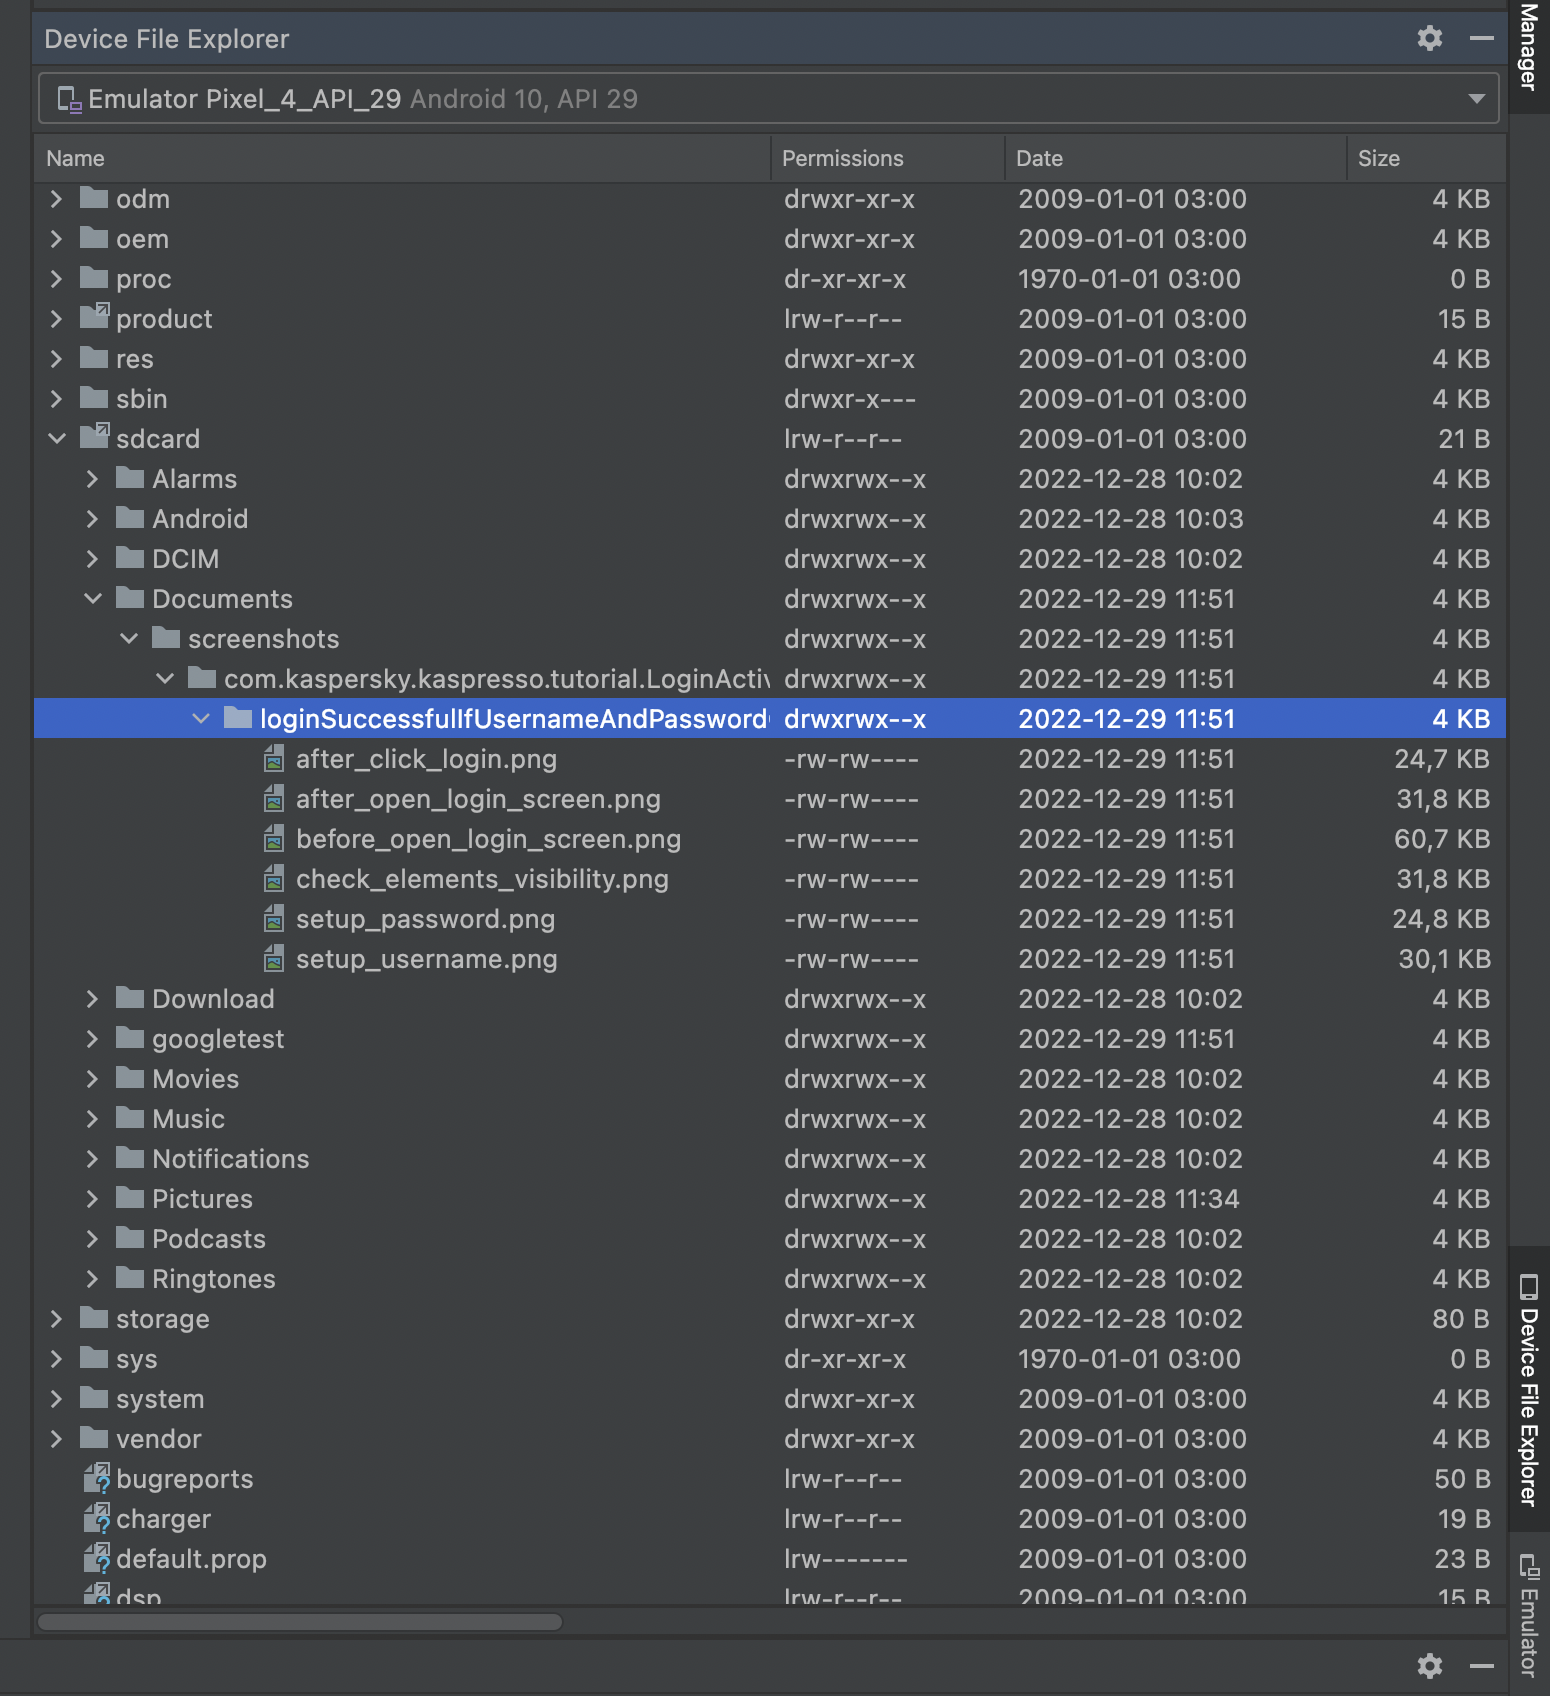 Device File Explorer
Emulator Pixel_4_API_29 Android 10, API 29
Name Permissions Date Size
odm drwxr-xr-x 2009-01-01 03:00 4 KB
oem drwxr-xr-x 2009-01-01 03:00 4 KB
proc dr-xr-xr-x 1970-01-01 03:00 0 B
product lrw-r--r-- 2009-01-01 03:00 15 B
res drwxr-xr-x 2009-01-01 03:00 4 KB
sbin drwxr-x--- 2009-01-01 03:00 4 KB
sdcard lrw-r--r-- 2009-01-01 03:00 21 B
Alarms drwxrwx--x 2022-12-28 10:02 4 KB
Android drwxrwx--x 2022-12-28 10:03 4 KB
DCIM drwxrwx--x 2022-12-28 10:02 4 KB
Documents drwxrwx--x 2022-12-29 11:51 4 KB
screenshots drwxrwx--x 2022-12-29 11:51 4 KB
com.kaspersky.kaspresso.tutorial.LoginActiv drwxrwx--x 2022-12-29 11:51 4 KB
loginSuccessfulIfUsernameAndPassword drwxrwx--x 2022-12-29 11:51 4 KB
after_click_login.png -rw-rw---- 2022-12-29 11:51 24,7 KB
after_open_login_screen.png -rw-rw---- 2022-12-29 11:51 31,8 KB
before_open_login_screen.png -rw-rw---- 2022-12-29 11:51 60,7 KB
check_elements_visibility.png -rw-rw---- 2022-12-29 11:51 31,8 KB
setup_password.png -rw-rw---- 2022-12-29 11:51 24,8 KB
setup_username.png -rw-rw---- 2022-12-29 11:51 30,1 KB
Download drwxrwx--x 2022-12-28 10:02 4 KB
googletest drwxrwx--x 2022-12-29 11:51 4 KB
Movies drwxrwx--x 2022-12-28 10:02 4 KB
Music drwxrwx--x 2022-12-28 10:02 4 KB
Notifications drwxrwx--x 2022-12-28 10:02 4 KB
Pictures drwxrwx--x 2022-12-28 11:34 4 KB
Podcasts drwxrwx--x 2022-12-28 10:02 4 KB
Ringtones drwxrwx--x 2022-12-28 10:02 4 KB
storage drwxr-xr-x 2022-12-28 10:02 80 B
sys dr-xr-xr-x 1970-01-01 03:00 0 B
system drwxr-xr-x 2009-01-01 03:00 4 KB
vendor drwxr-xr-x 2009-01-01 03:00 4 KB
bugreports lrw-r--r-- 2009-01-01 03:00 50 B
charger lrw-r--r-- 2009-01-01 03:00 19 B
default.prop lrw------- 2009-01-01 03:00 23 B
dsp lrw-r--r-- 2009-01-01 03:00 15 B
Manager
Device File Explorer
Emulator